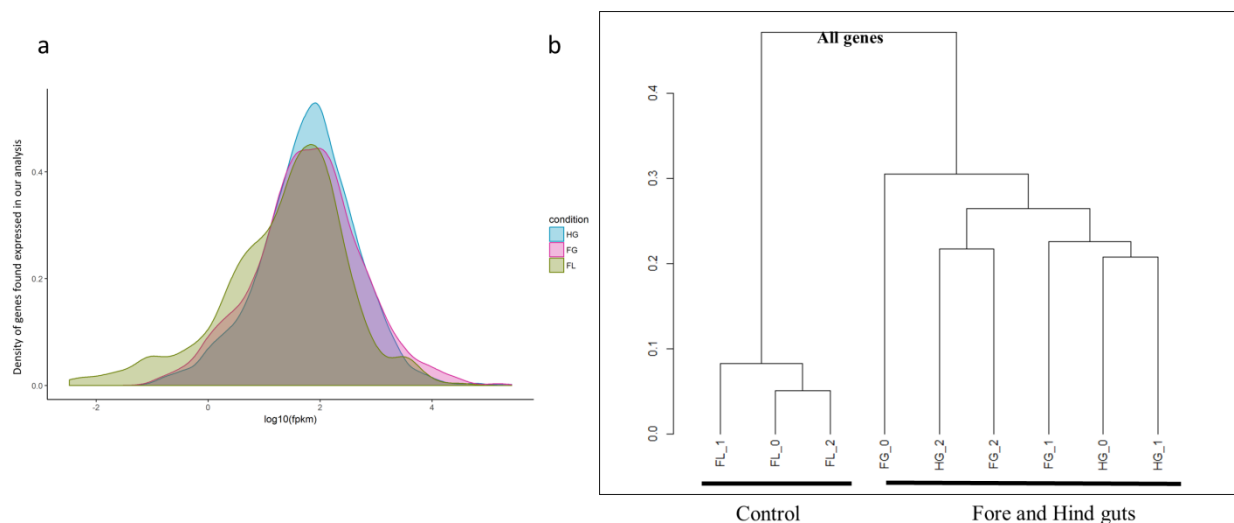 a
Density of genes found expressed in our analysis
0.4
0.2
0.0
-2
0
2
4
log10(fpkm)
condition
HG
FG
FL
b
All genes
0.4
0.3
0.2
0.1
0.0
FL_1
FL_0
FL_2
FG_0
HG_2
FG_2
FG_1
HG_0
HG_1
Control
Fore and Hind guts